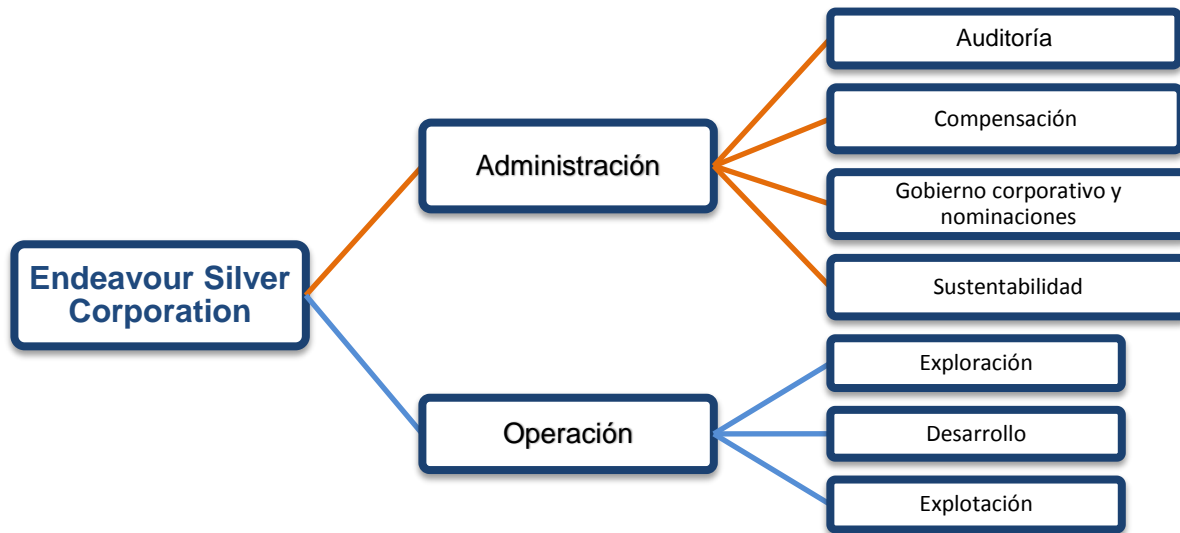 Endeavour Silver
Corporation
Administración
Auditoría
Compensación
Gobierno corporativo y
nominaciones
Sustentabilidad
Operación
Exploración
Desarrollo
Explotación